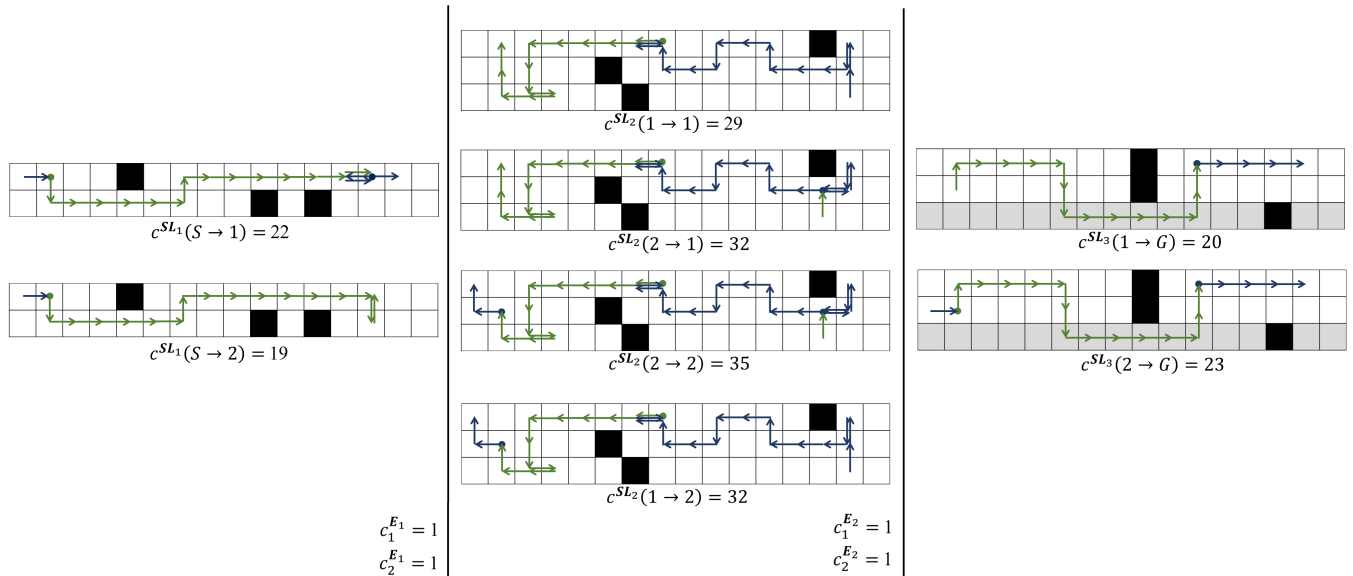 c^{SL_1}(S → 1) = 22
c^{SL_1}(S → 2) = 19
c_1^{E_1} = 1
c_2^{E_1} = 1
c^{SL_2}(1 → 1) = 29
c^{SL_2}(2 → 1) = 32
c^{SL_2}(2 → 2) = 35
c^{SL_2}(1 → 2) = 32
c_1^{E_2} = 1
c_2^{E_2} = 1
c^{SL_3}(1 → G) = 20
c^{SL_3}(2 → G) = 23